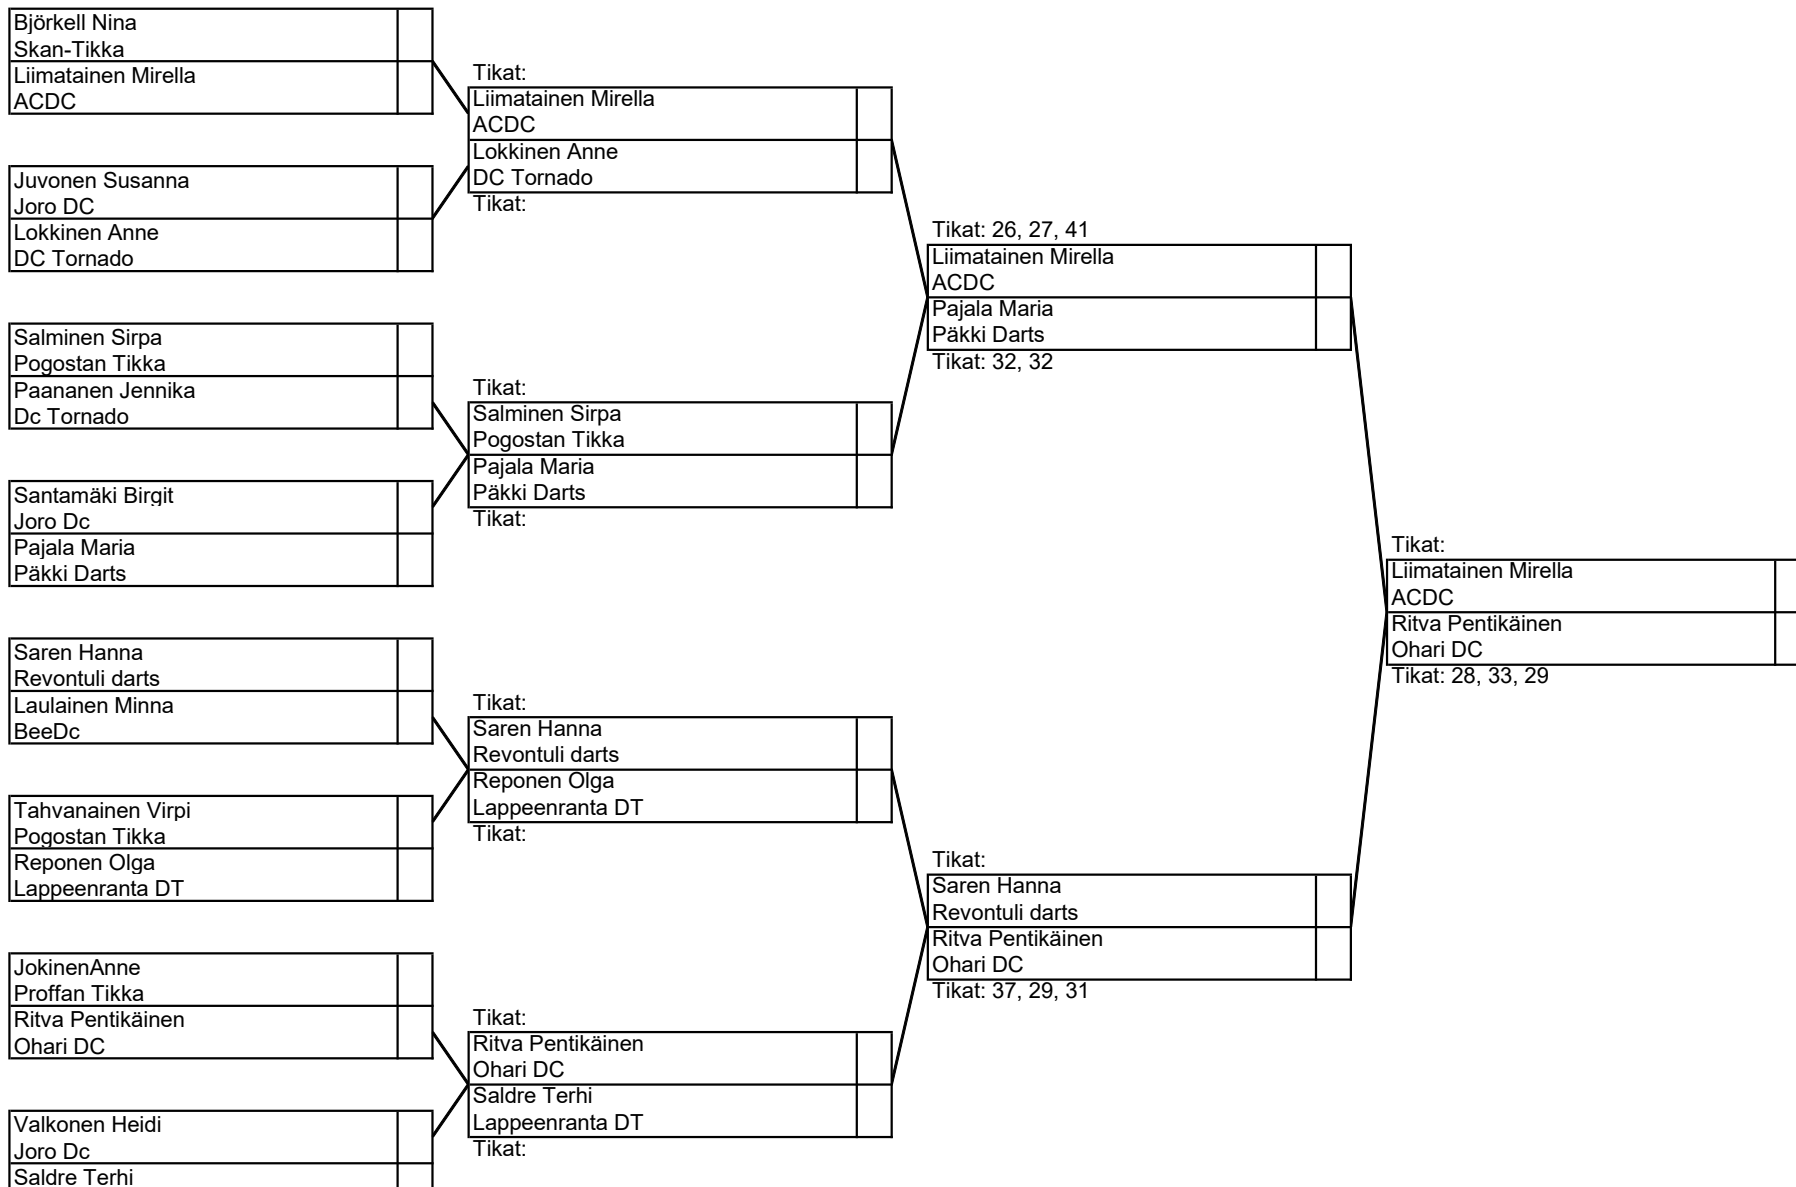 Björkell Nina
Skan-Tikka
Liimatainen Mirella
ACDC
Juvonen Susanna
Joro DC
Lokkinen Anne
DC Tornado
Salminen Sirpa
Pogostan Tikka
Paananen Jennika
Dc Tornado
Santamäki Birgit
Joro Dc
Pajala Maria
Päkki Darts
Saren Hanna
Revontuli darts
Laulainen Minna
BeeDc
Tahvanainen Virpi
Pogostan Tikka
Reponen Olga
Lappeenranta DT
JokinenAnne
Proffan Tikka
Ritva Pentikäinen
Ohari DC
Valkonen Heidi
Joro Dc
Saldre Terhi
Tikat:
Liimatainen Mirella
ACDC
Lokkinen Anne
DC Tornado
Tikat:
Tikat:
Salminen Sirpa
Pogostan Tikka
Pajala Maria
Päkki Darts
Tikat:
Tikat:
Saren Hanna
Revontuli darts
Reponen Olga
Lappeenranta DT
Tikat:
Tikat:
Ritva Pentikäinen
Ohari DC
Saldre Terhi
Lappeenranta DT
Tikat:
Tikat: 26, 27, 41
Liimatainen Mirella
ACDC
Pajala Maria
Päkki Darts
Tikat: 32, 32
Tikat:
Saren Hanna
Revontuli darts
Ritva Pentikäinen
Ohari DC
Tikat: 37, 29, 31
Tikat:
Liimatainen Mirella
ACDC
Ritva Pentikäinen
Ohari DC
Tikat: 28, 33, 29